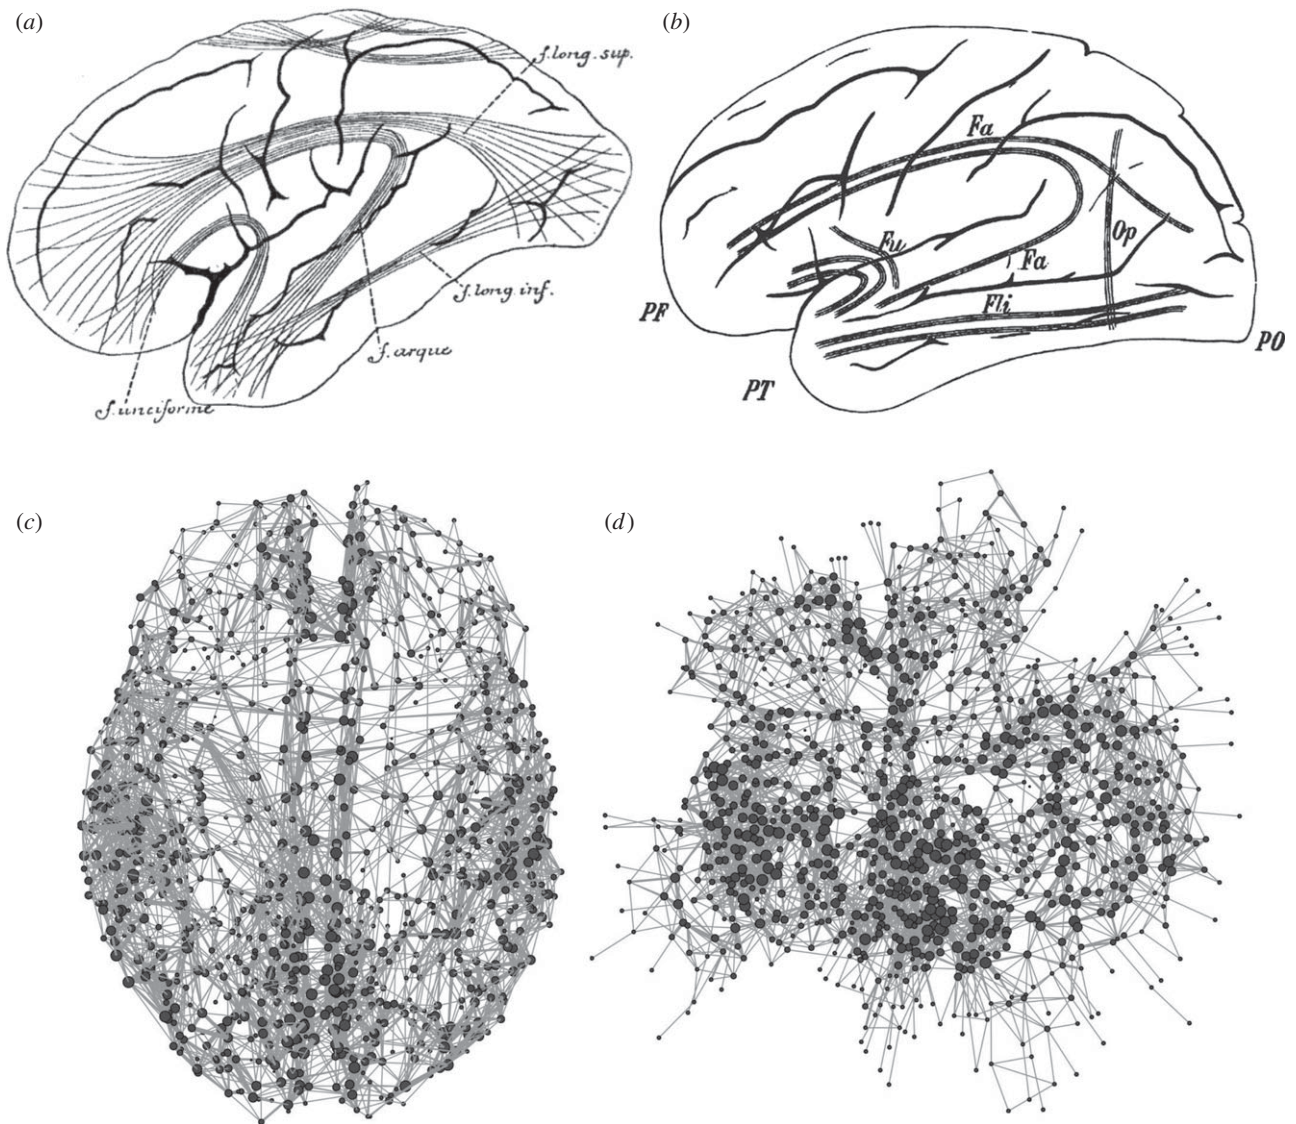 (a)
f.long.sup.
f.long.inf.
f.arque
f.unciforme
(b)
Fa
Op
Fu
Fa
Fli
PF
PO
PT
(c)
(d)